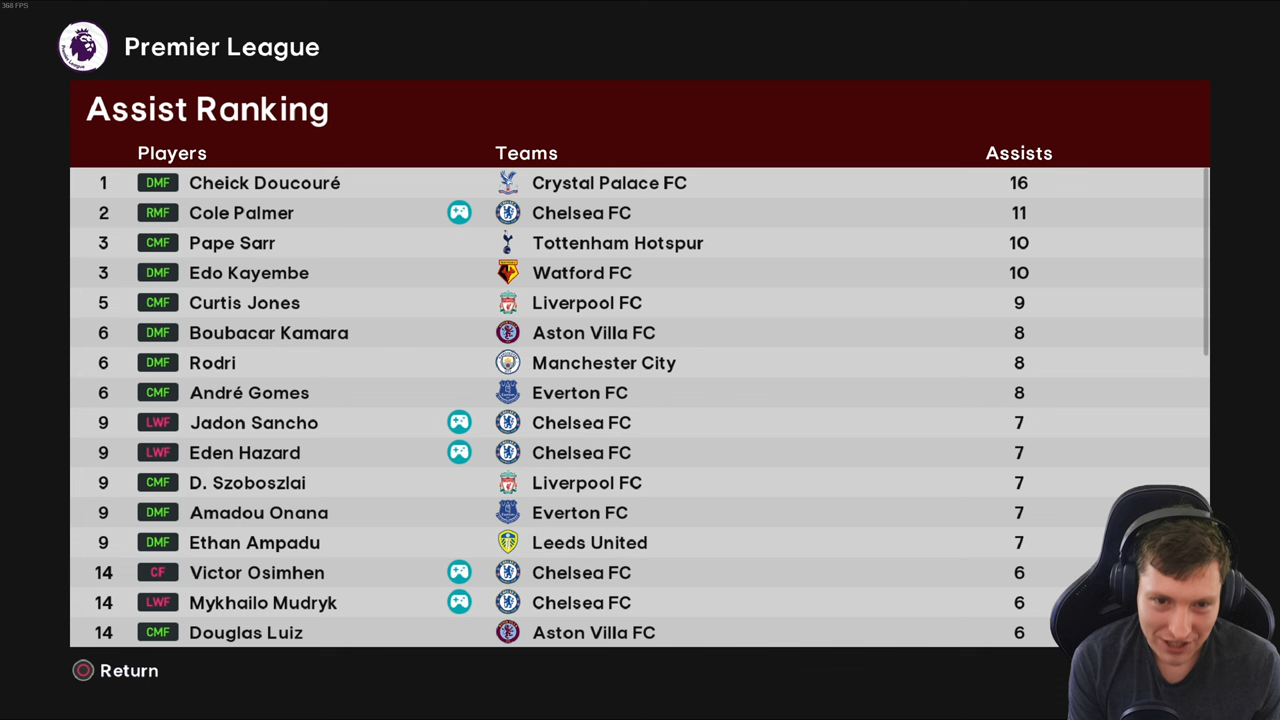 368 FPS
Premier League
Assist Ranking
Players Teams Assists
1 DMF Cheick Doucouré Crystal Palace FC 16
2 RMF Cole Palmer Chelsea FC 11
3 CMF Pape Sarr Tottenham Hotspur 10
3 DMF Edo Kayembe Watford FC 10
5 CMF Curtis Jones Liverpool FC 9
6 DMF Boubacar Kamara Aston Villa FC 8
6 DMF Rodri Manchester City 8
6 CMF André Gomes Everton FC 8
9 LWF Jadon Sancho Chelsea FC 7
9 LWF Eden Hazard Chelsea FC 7
9 CMF D. Szoboszlai Liverpool FC 7
9 DMF Amadou Onana Everton FC 7
9 DMF Ethan Ampadu Leeds United 7
14 CF Victor Osimhen Chelsea FC 6
14 LWF Mykhailo Mudryk Chelsea FC 6
14 CMF Douglas Luiz Aston Villa FC 6
Return